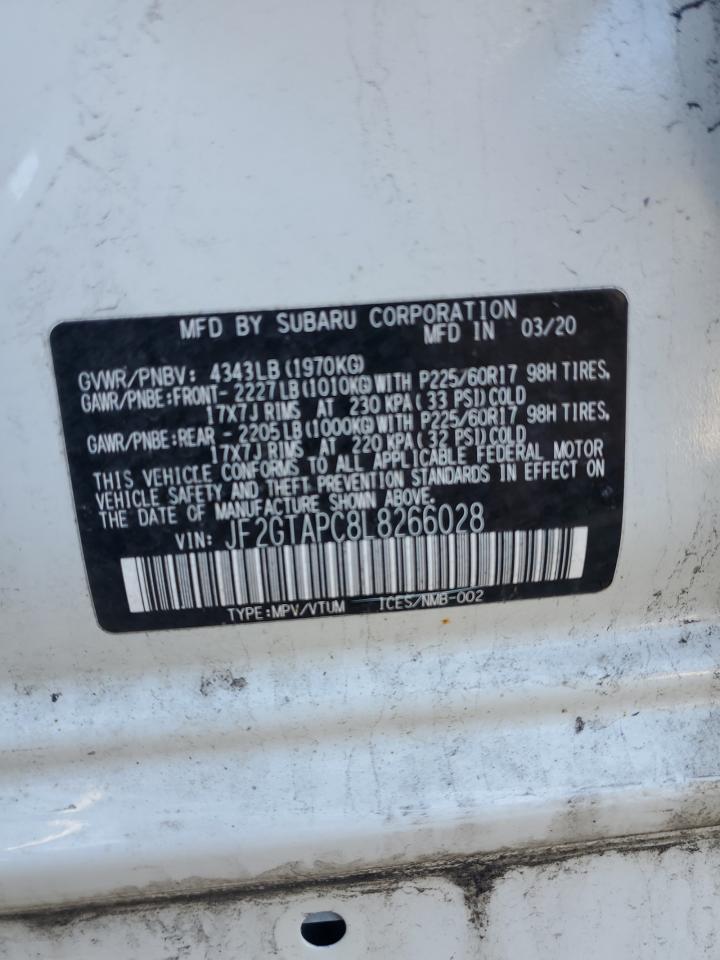 MFD BY SUBARU CORPORATION
MFD IN 03/20
GVWR/PNBV: 4343LB (1970KG)
GAWR/PNBE:FRONT- 2227LB (1010KG) WITH P225/60R17 98H TIRES,
17X7J RIMS AT 230 KPA (33 PSI) COLD
GAWR/PNBE:REAR - 2205LB (1000KG) WITH P225/60R17 98H TIRES,
17X7J RIMS AT 220 KPA (32 PSI) COLD
THIS VEHICLE CONFORMS TO ALL APPLICABLE FEDERAL MOTOR
VEHICLE SAFETY AND THEFT PREVENTION STANDARDS IN EFFECT ON
THE DATE OF MANUFACTURE SHOWN ABOVE.
VIN: JF2GTAPC8L8266028
TYPE:MPV/VTUM ICES/NMB-002